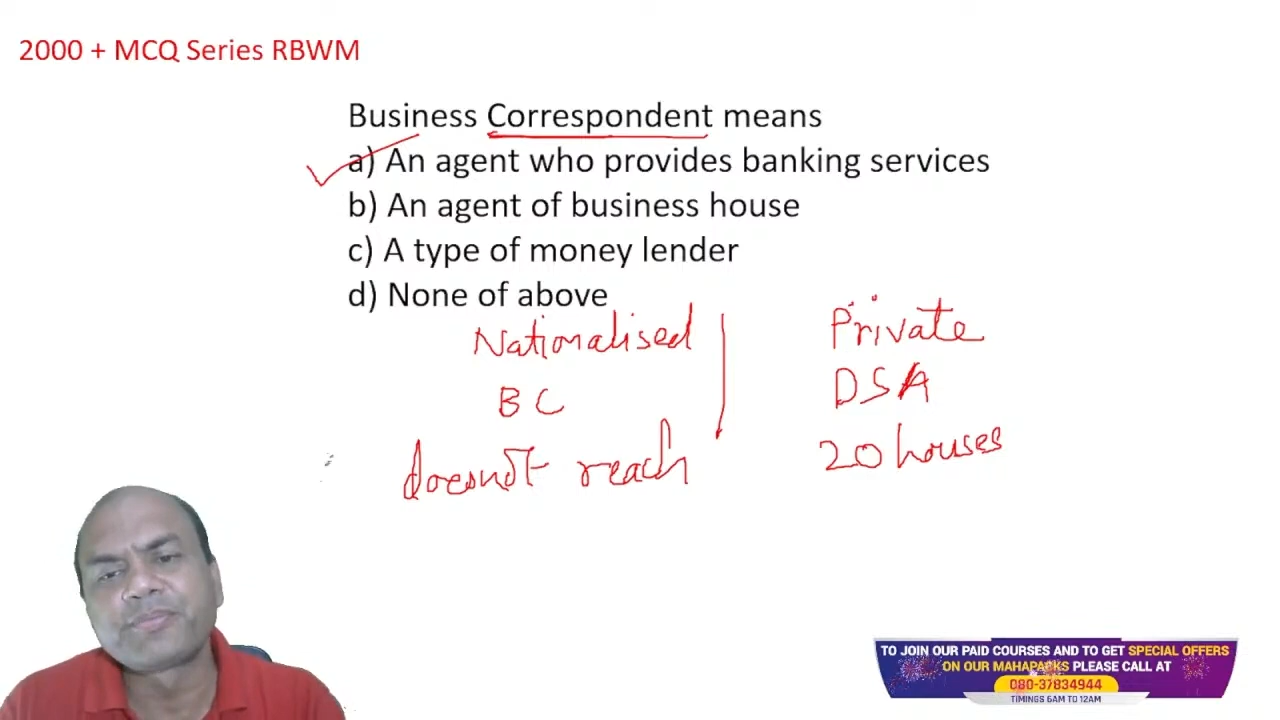 2000 + MCQ Series RBWM
Business Correspondent means
a) An agent who provides banking services
b) An agent of business house
c) A type of money lender
d) None of above
Nationalised
Private
BC
DSA
doesnot reach
20 houses
TO JOIN OUR PAID COURSES AND TO GET SPECIAL OFFERS
ON OUR MAHAPACKS PLEASE CALL AT
080-37834944
TIMINGS 6AM TO 12AM